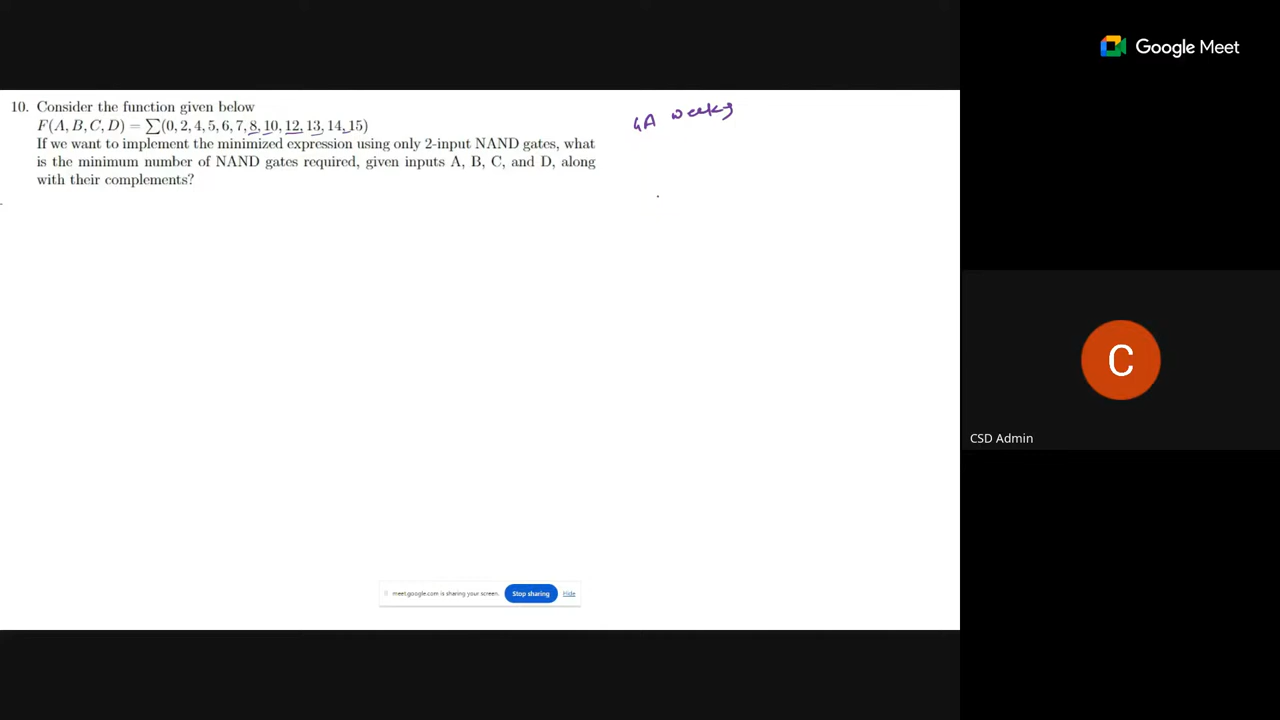 Google Meet
10. Consider the function given below
F(A, B, C, D) = ∑(0, 2, 4, 5, 6, 7, 8, 10, 12, 13, 14, 15)
If we want to implement the minimized expression using only 2-input NAND gates, what
is the minimum number of NAND gates required, given inputs A, B, C, and D, along
with their complements?
GA week3
C
CSD Admin
meet.google.com is sharing your screen. Stop sharing Hide